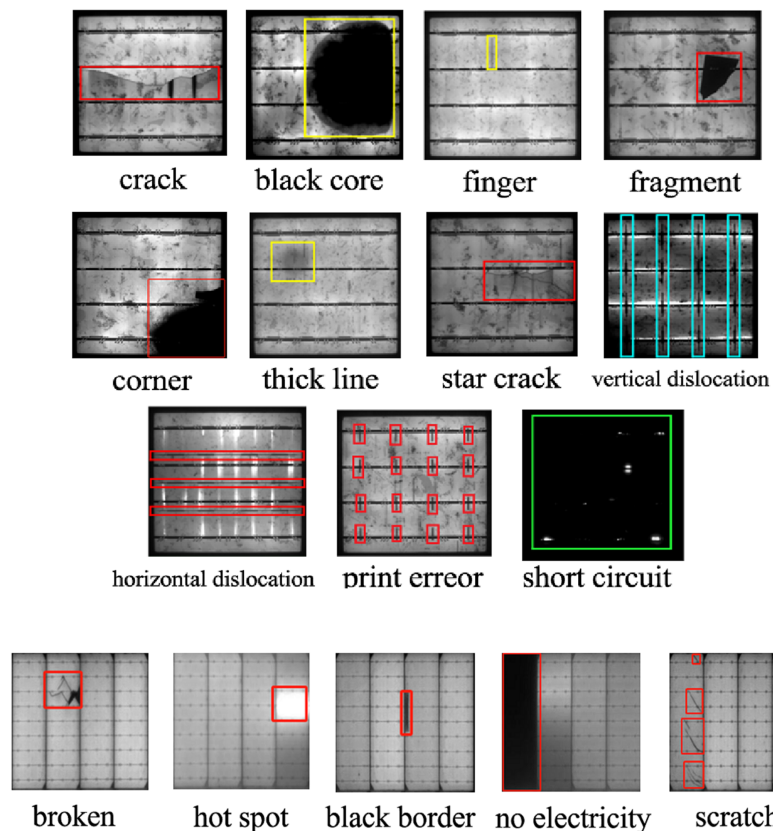 crack
black core
finger
fragment
corner
thick line
star crack
vertical dislocation
horizontal dislocation
print erreor
short circuit
broken
hot spot
black border
no electricity
scratch